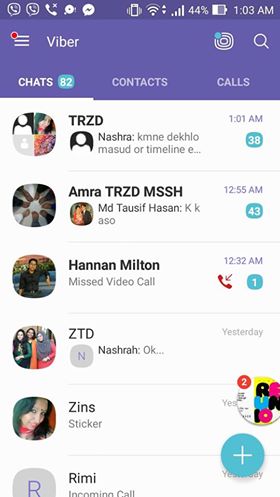 44% 1:03 AM
Viber
CHATS 82 CONTACTS CALLS
TRZD 1:01 AM
Nashra: kmne dekhlo
masud or timeline e...
38
Amra TRZD MSSH 12:55 AM
Md Tausif Hasan: K k
aso
43
Hannan Milton 12:32 AM
Missed Video Call 1
ZTD Yesterday
N Nashrah: Ok...
2
Zins Yes
Sticker
Rimi Yesterday
R Incoming Call